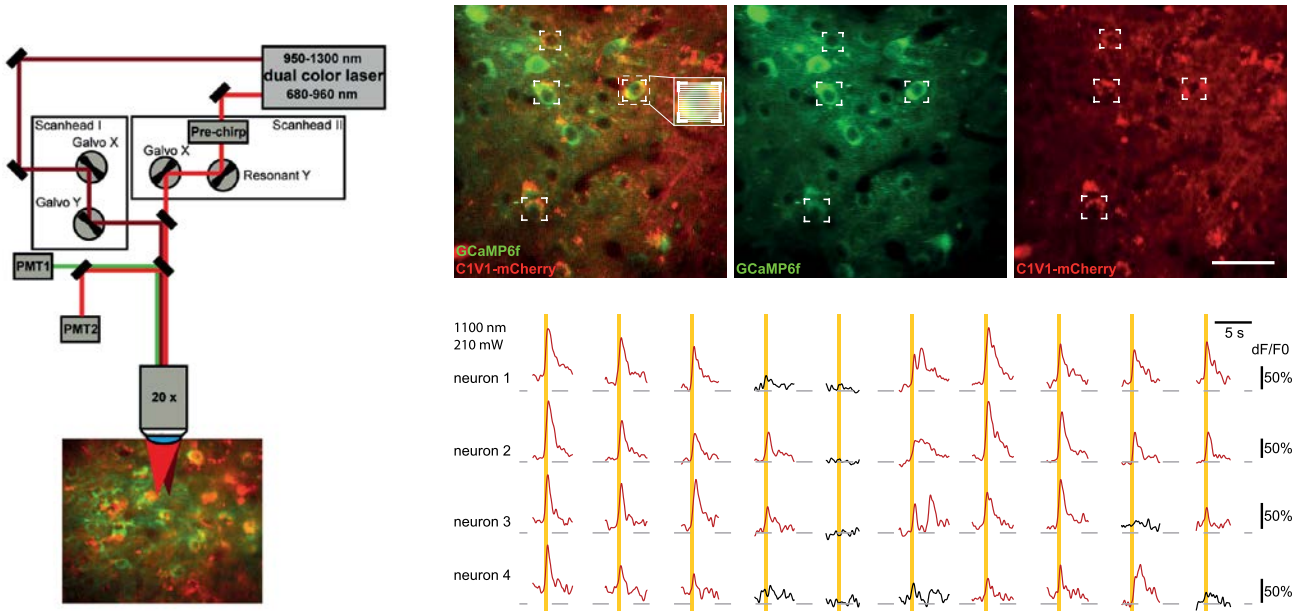 950-1300 nm
dual color laser
680-960 nm
Scanhead I
Scanhead II
Pre-chirp
Galvo X
Galvo X
Resonant Y
Galvo Y
PMT1
PMT2
20 x
GCaMP6f
C1V1-mCherry
GCaMP6f
C1V1-mCherry
1100 nm
210 mW
5 s
dF/F0
neuron 1
50%
neuron 2
50%
neuron 3
50%
neuron 4
50%